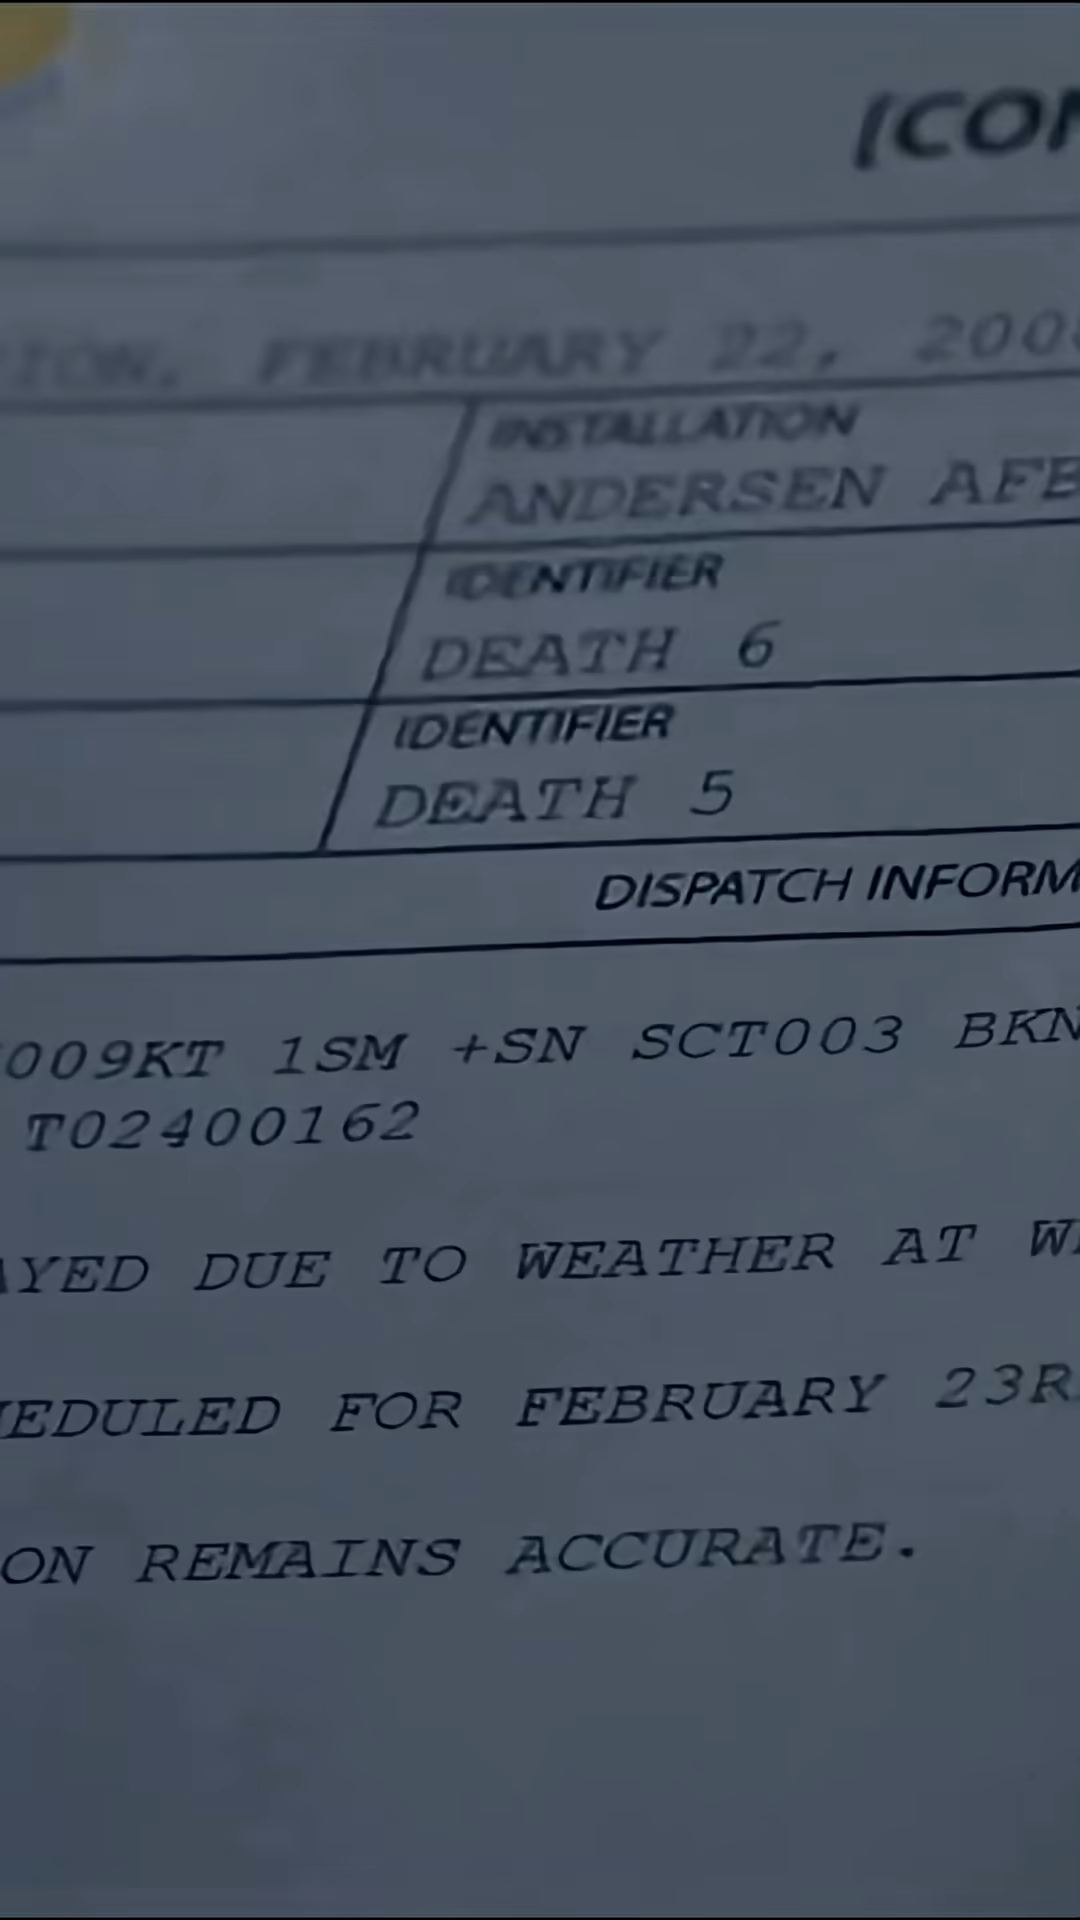 ICO
FEBRUARY 22, 200
INSTALLATION
ANDERSEN AFB
IDENTIFIER
DEATH 6
IDENTIFIER
DEATH 5
DISPATCH INFORM
009KT 1SM +SN SCT003 BKN
T02400162
AYED DUE TO WEATHER AT W
EDULED FOR FEBRUARY 23R
ON REMAINS ACCURATE.